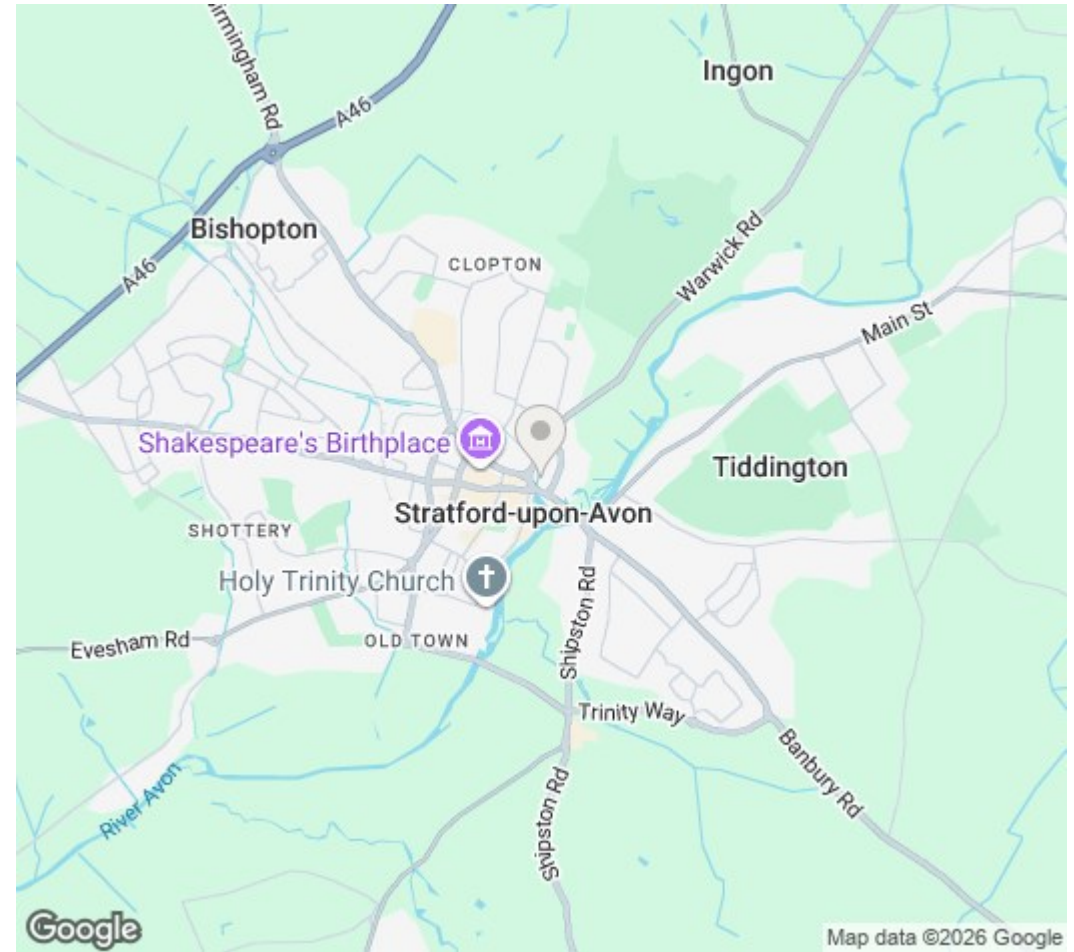 Birmingham Rd
A46
Ingon
Bishopton
CLOPTON
Warwick Rd
A46
Main St
Shakespeare's Birthplace
Tiddington
Stratford-upon-Avon
SHOTTERY
Holy Trinity Church
Shipston Rd
Evesham Rd
OLD TOWN
Trinity Way
Banbury Rd
River Avon
Shipston Rd
Google
Map data ©2026 Google